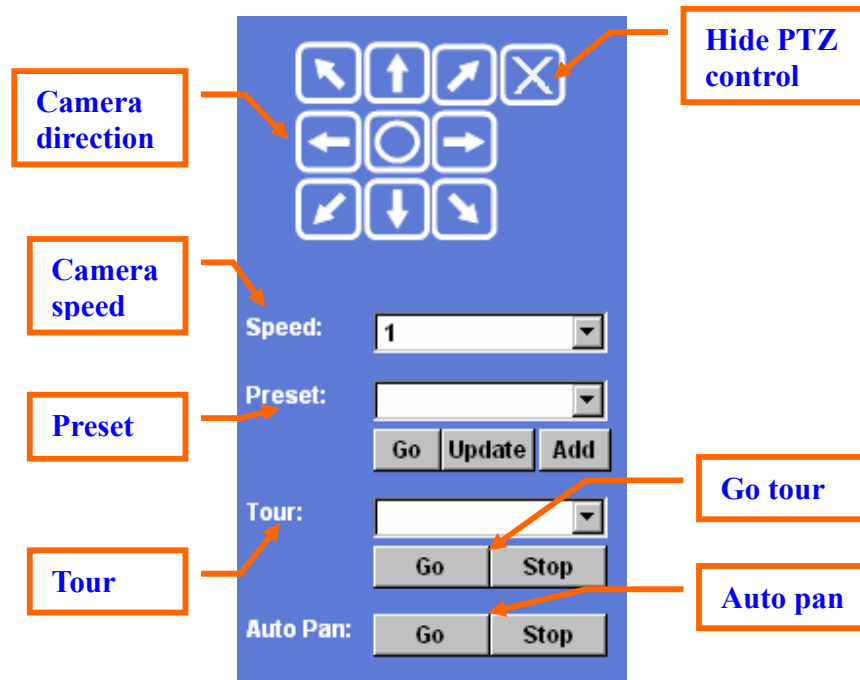 Hide PTZ
control
Camera
direction
Camera
speed
Speed:
1
Preset:
Preset
Go Update Add
Go tour
Tour:
Tour
Go Stop
Auto pan
Auto Pan:
Go Stop